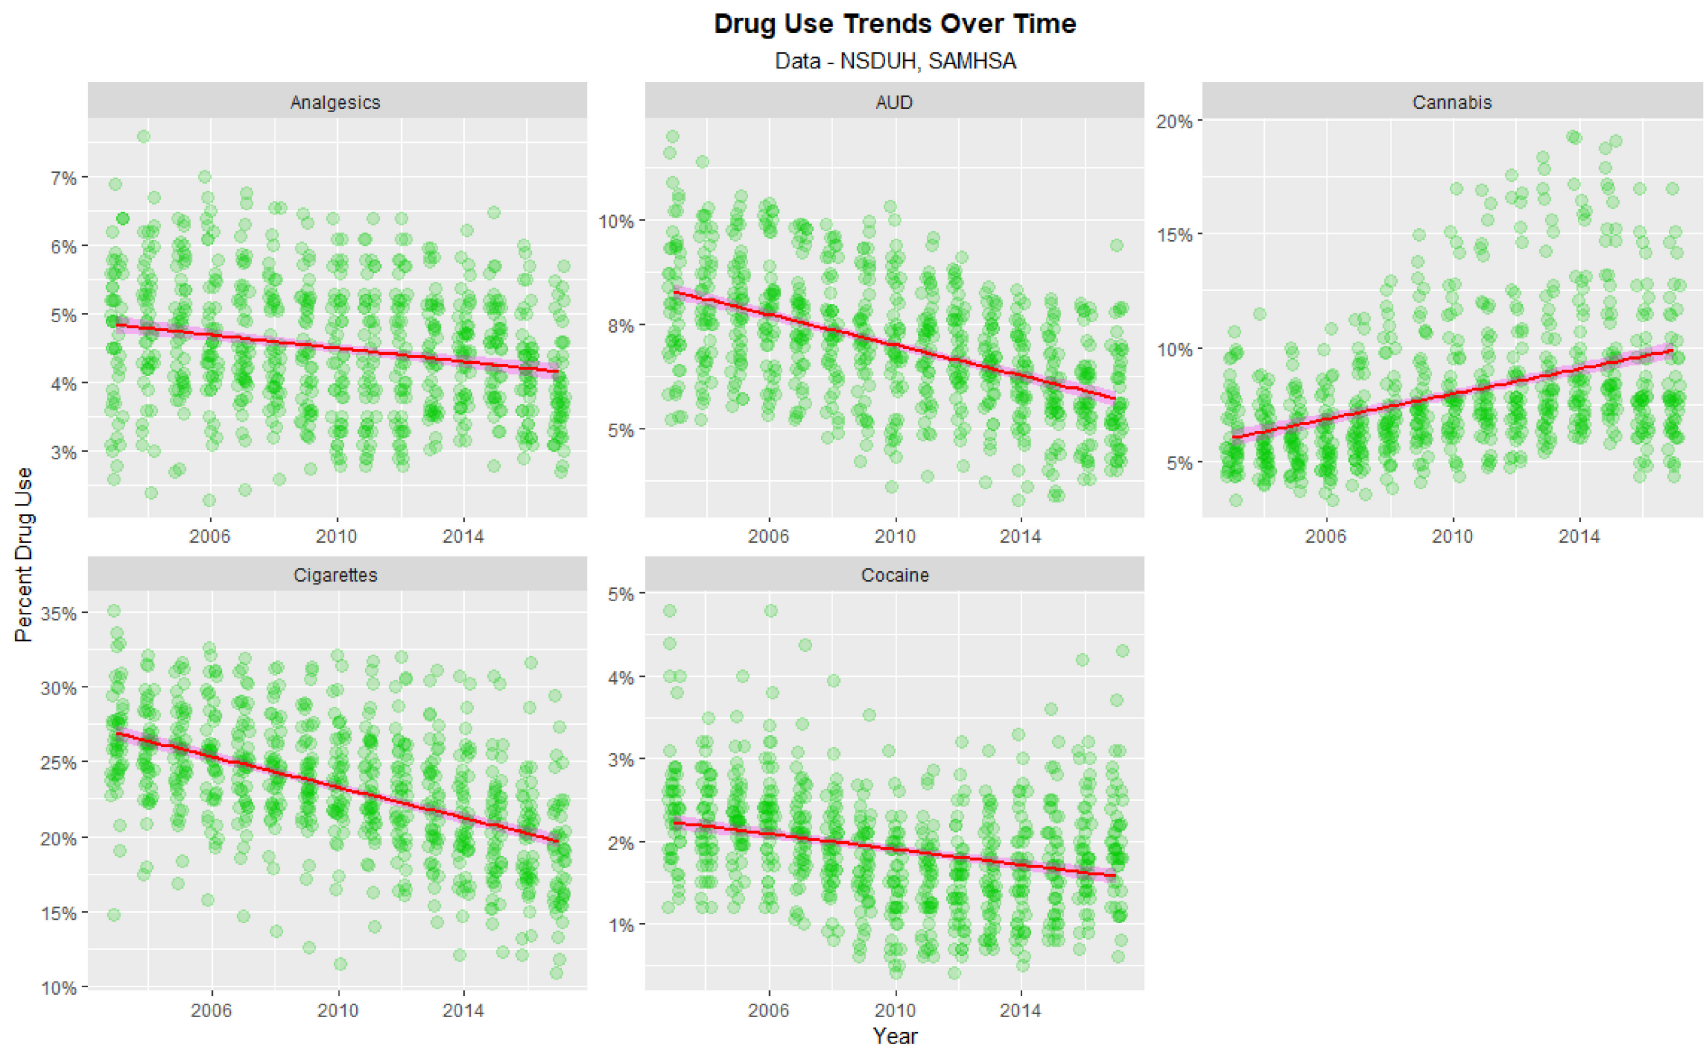 Drug Use Trends Over Time
Data - NSDUH, SAMHSA
Percent Drug Use
Analgesics
7%
6%
5%
4%
3%
2006 2010 2014
AUD
10%
8%
5%
2006 2010 2014
Cannabis
20%
15%
10%
5%
2006 2010 2014
Cigarettes
35%
30%
25%
20%
15%
10%
2006 2010 2014
Cocaine
5%
4%
3%
2%
1%
2006 2010 2014
Year